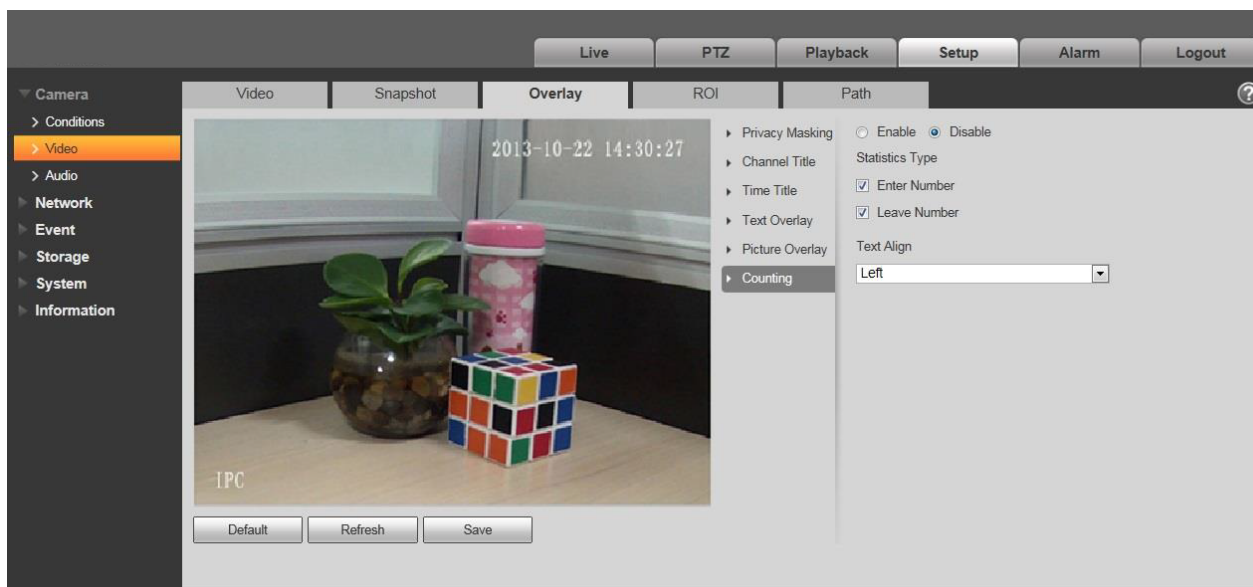 Live PTZ Playback Setup Alarm Logout
Camera
Conditions
Video
Audio
Network
Event
Storage
System
Information
Video Snapshot Overlay ROI Path
?
2013-10-22 14:30:27
IPC
Default Refresh Save
Privacy Masking
Channel Title
Time Title
Text Overlay
Picture Overlay
Counting
Enable Disable
Statistics Type
Enter Number
Leave Number
Text Align
Left